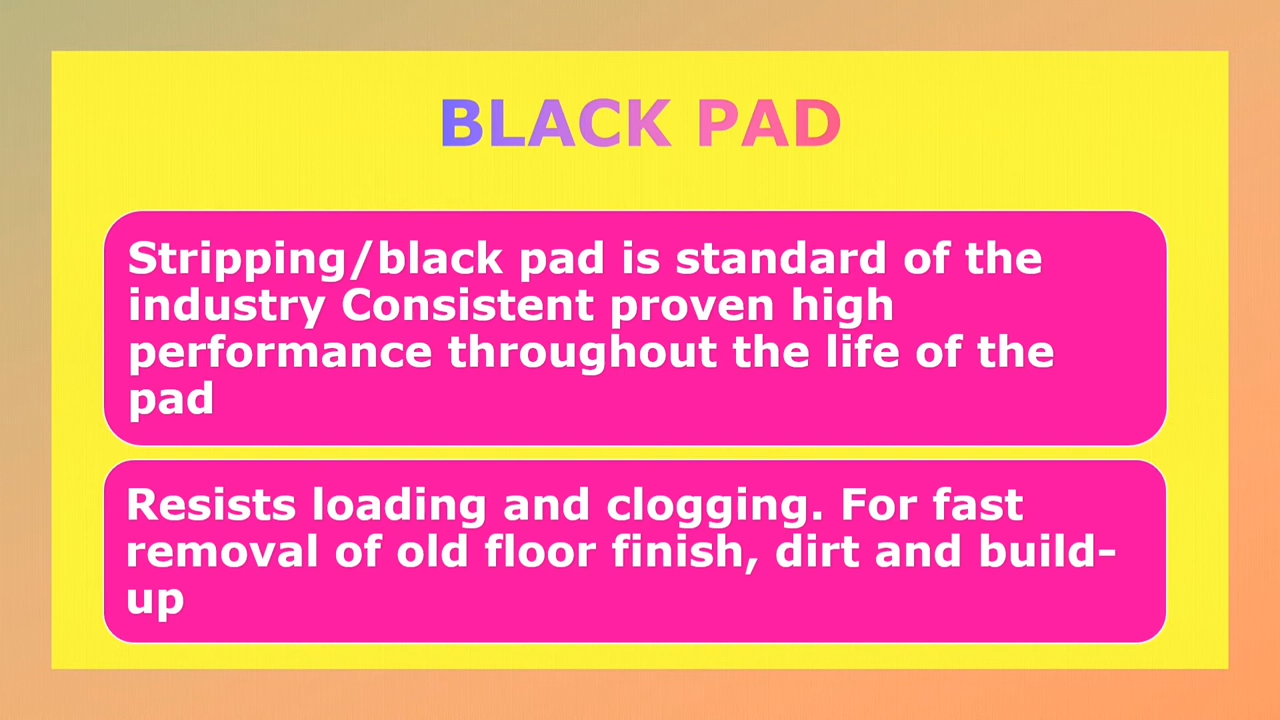 BLACK PAD
Stripping/black pad is standard of the
industry Consistent proven high
performance throughout the life of the
pad
Resists loading and clogging. For fast
removal of old floor finish, dirt and build-
up